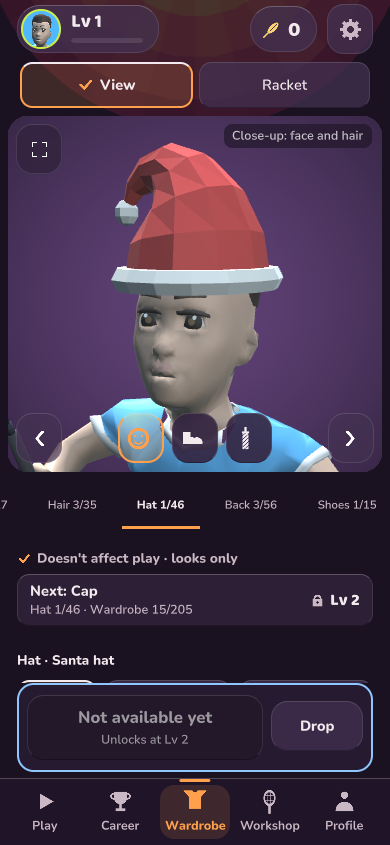 Lv 1
0
View
Racket
Close-up: face and hair
7
Hair 3/35
Hat 1/46
Back 3/56
Shoes 1/15
Doesn't affect play · looks only
Next: Cap
Hat 1/46 · Wardrobe 15/205
Lv 2
Hat · Santa hat
Not available yet
Unlocks at Lv 2
Drop
Play
Career
Wardrobe
Workshop
Profile